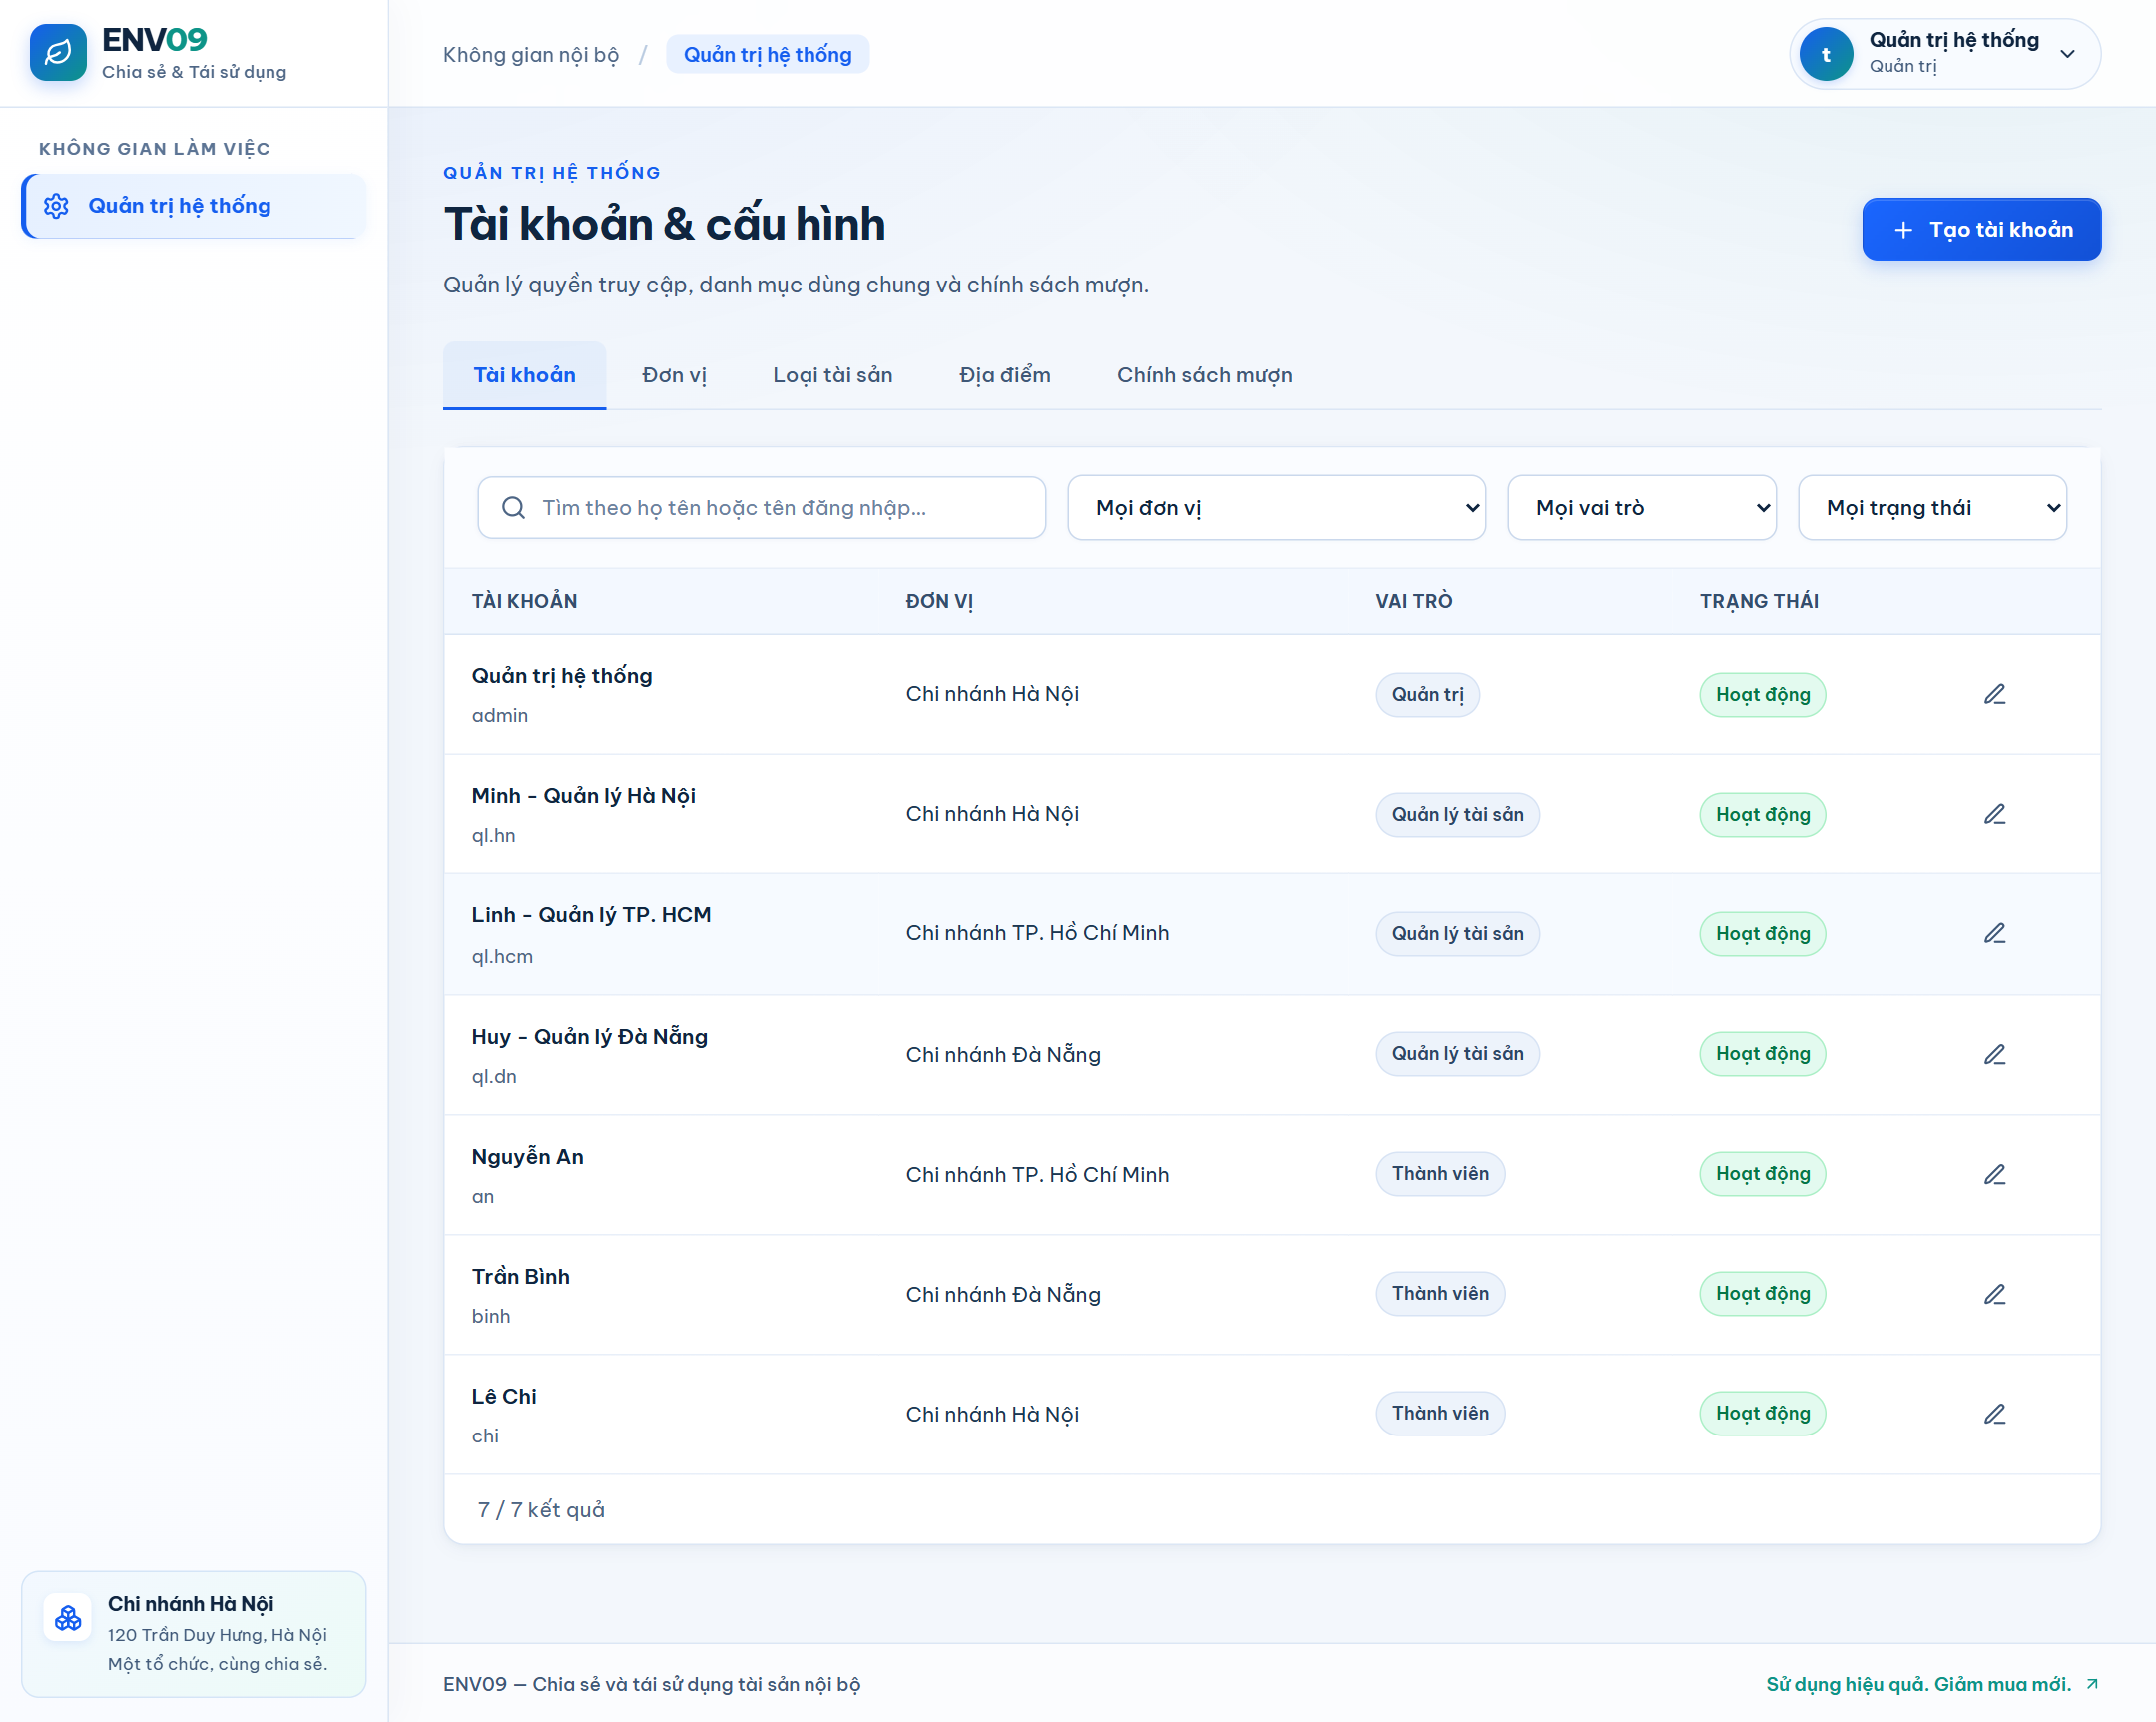 ENV09
Chia sẻ & Tái sử dụng
KHÔNG GIAN LÀM VIỆC
Quản trị hệ thống
Chi nhánh Hà Nội
120 Trần Duy Hưng, Hà Nội
Một tổ chức, cùng chia sẻ.
Không gian nội bộ / Quản trị hệ thống
t
Quản trị hệ thống
Quản trị
QUẢN TRỊ HỆ THỐNG
Tài khoản & cấu hình
Quản lý quyền truy cập, danh mục dùng chung và chính sách mượn.
Tạo tài khoản
Tài khoản Đơn vị Loại tài sản Địa điểm Chính sách mượn
Tìm theo họ tên hoặc tên đăng nhập... Mọi đơn vị Mọi vai trò Mọi trạng thái
TÀI KHOẢN ĐƠN VỊ VAI TRÒ TRẠNG THÁI
Quản trị hệ thống
admin
Chi nhánh Hà Nội Quản trị Hoạt động
Minh - Quản lý Hà Nội
ql.hn
Chi nhánh Hà Nội Quản lý tài sản Hoạt động
Linh - Quản lý TP. HCM
ql.hcm
Chi nhánh TP. Hồ Chí Minh Quản lý tài sản Hoạt động
Huy - Quản lý Đà Nẵng
ql.dn
Chi nhánh Đà Nẵng Quản lý tài sản Hoạt động
Nguyễn An
an
Chi nhánh TP. Hồ Chí Minh Thành viên Hoạt động
Trần Bình
binh
Chi nhánh Đà Nẵng Thành viên Hoạt động
Lê Chi
chi
Chi nhánh Hà Nội Thành viên Hoạt động
7 / 7 kết quả
ENV09 — Chia sẻ và tái sử dụng tài sản nội bộ
Sử dụng hiệu quả. Giảm mua mới.